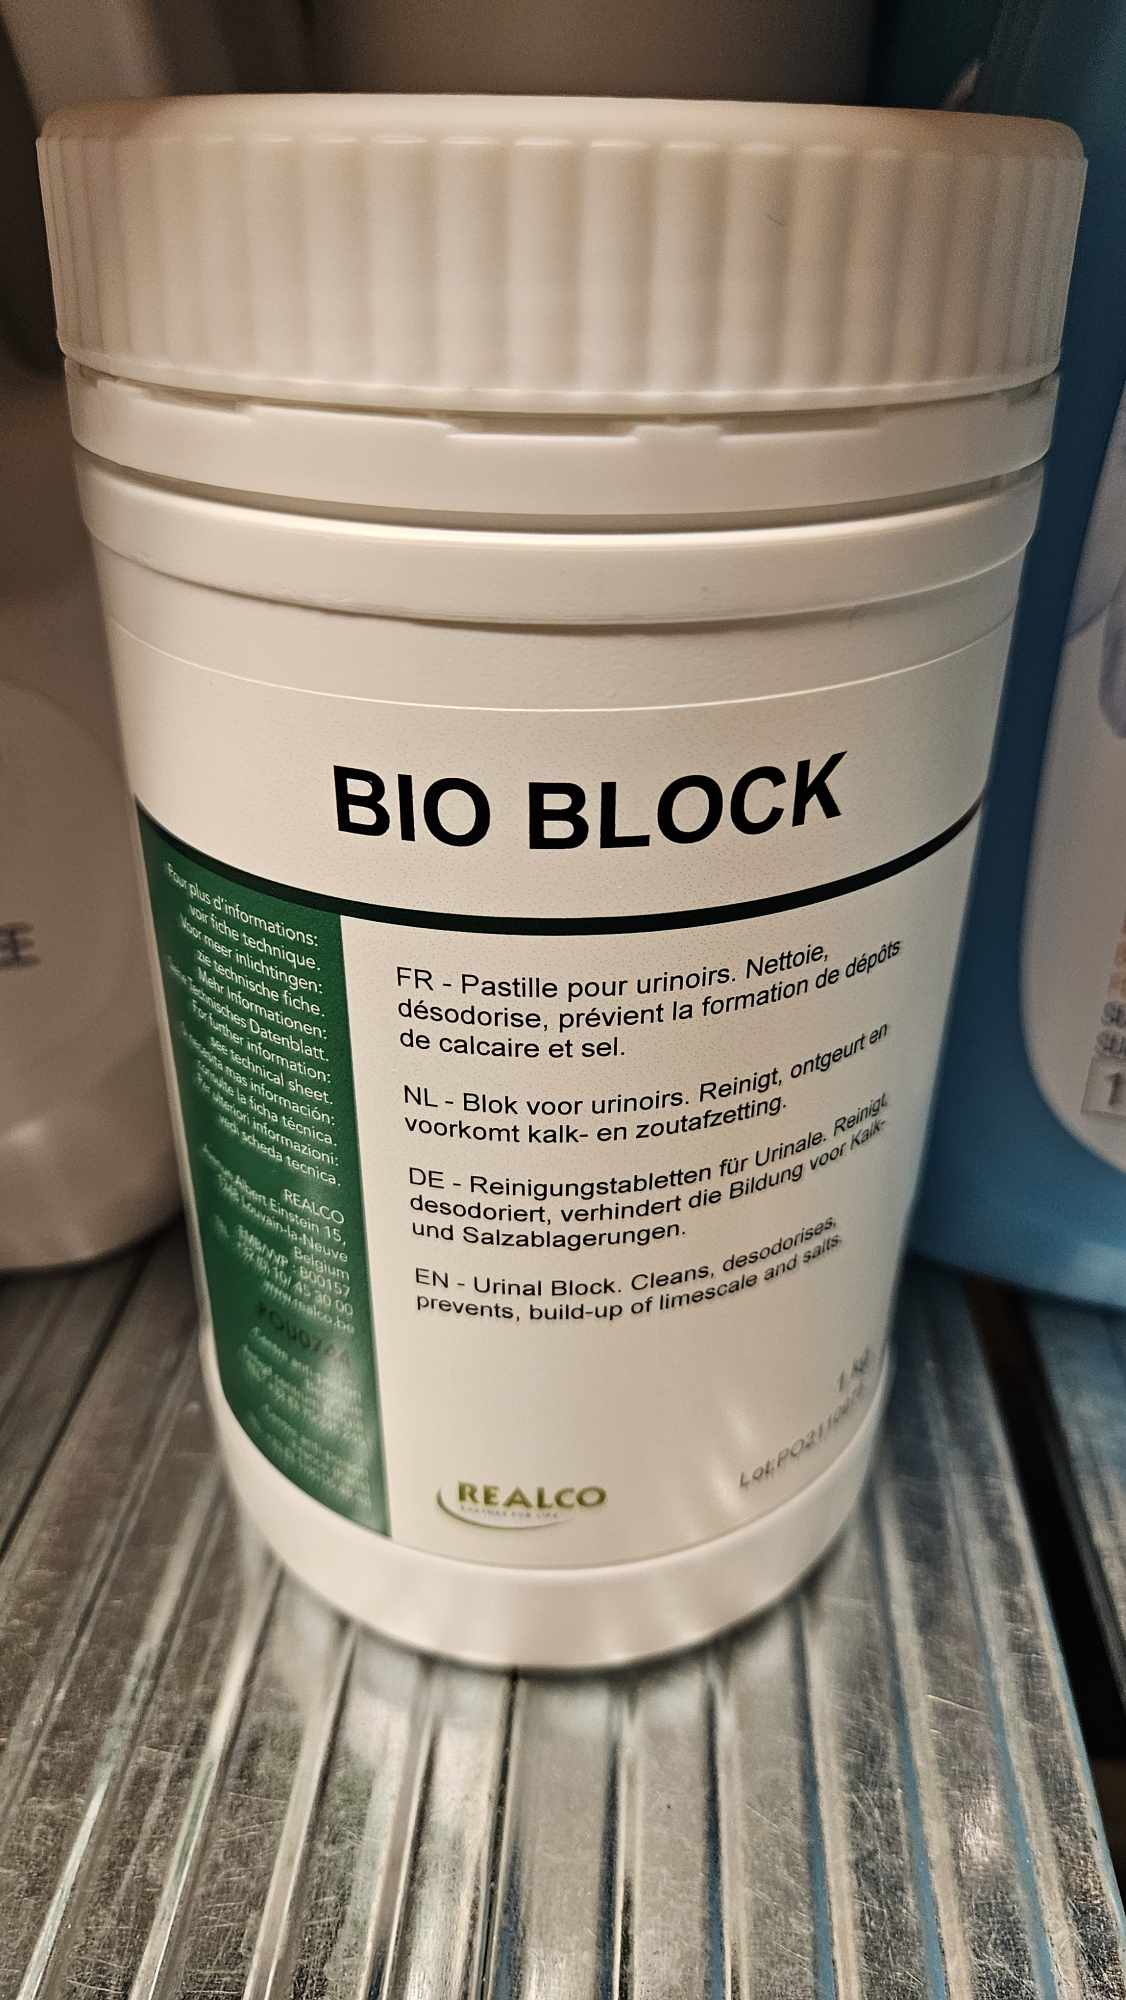 BIO BLOCK
Pour plus d'informations:
voir fiche technique.
Voor meer inlichtingen:
zie technische fiche.
Mehr Informationen:
Siehe Technisches Datenblatt.
For further information:
see technical sheet.
mas información:
consulte la ficha técnica.
Per ulteriori informazioni:
vedi scheda tecnica.
REALCO
Albert Einstein 15,
Louvain-la-Neuve
Belgium
www.realco.be
FR - Pastille pour urinoirs. Nettoie,
désodorise, prévient la formation de dépôts
de calcaire et sel.
NL - Blok voor urinoirs. Reinigt, ontgeurt en
voorkomt kalk- en zoutafzetting.
DE - Reinigungstabletten für Urinale. Reinigt,
desodoriert, verhindert die Bildung voor Kalk-
und Salzablagerungen.
EN - Urinal Block. Cleans, desodorises,
prevents, build-up of limescale and salts.
REALCO